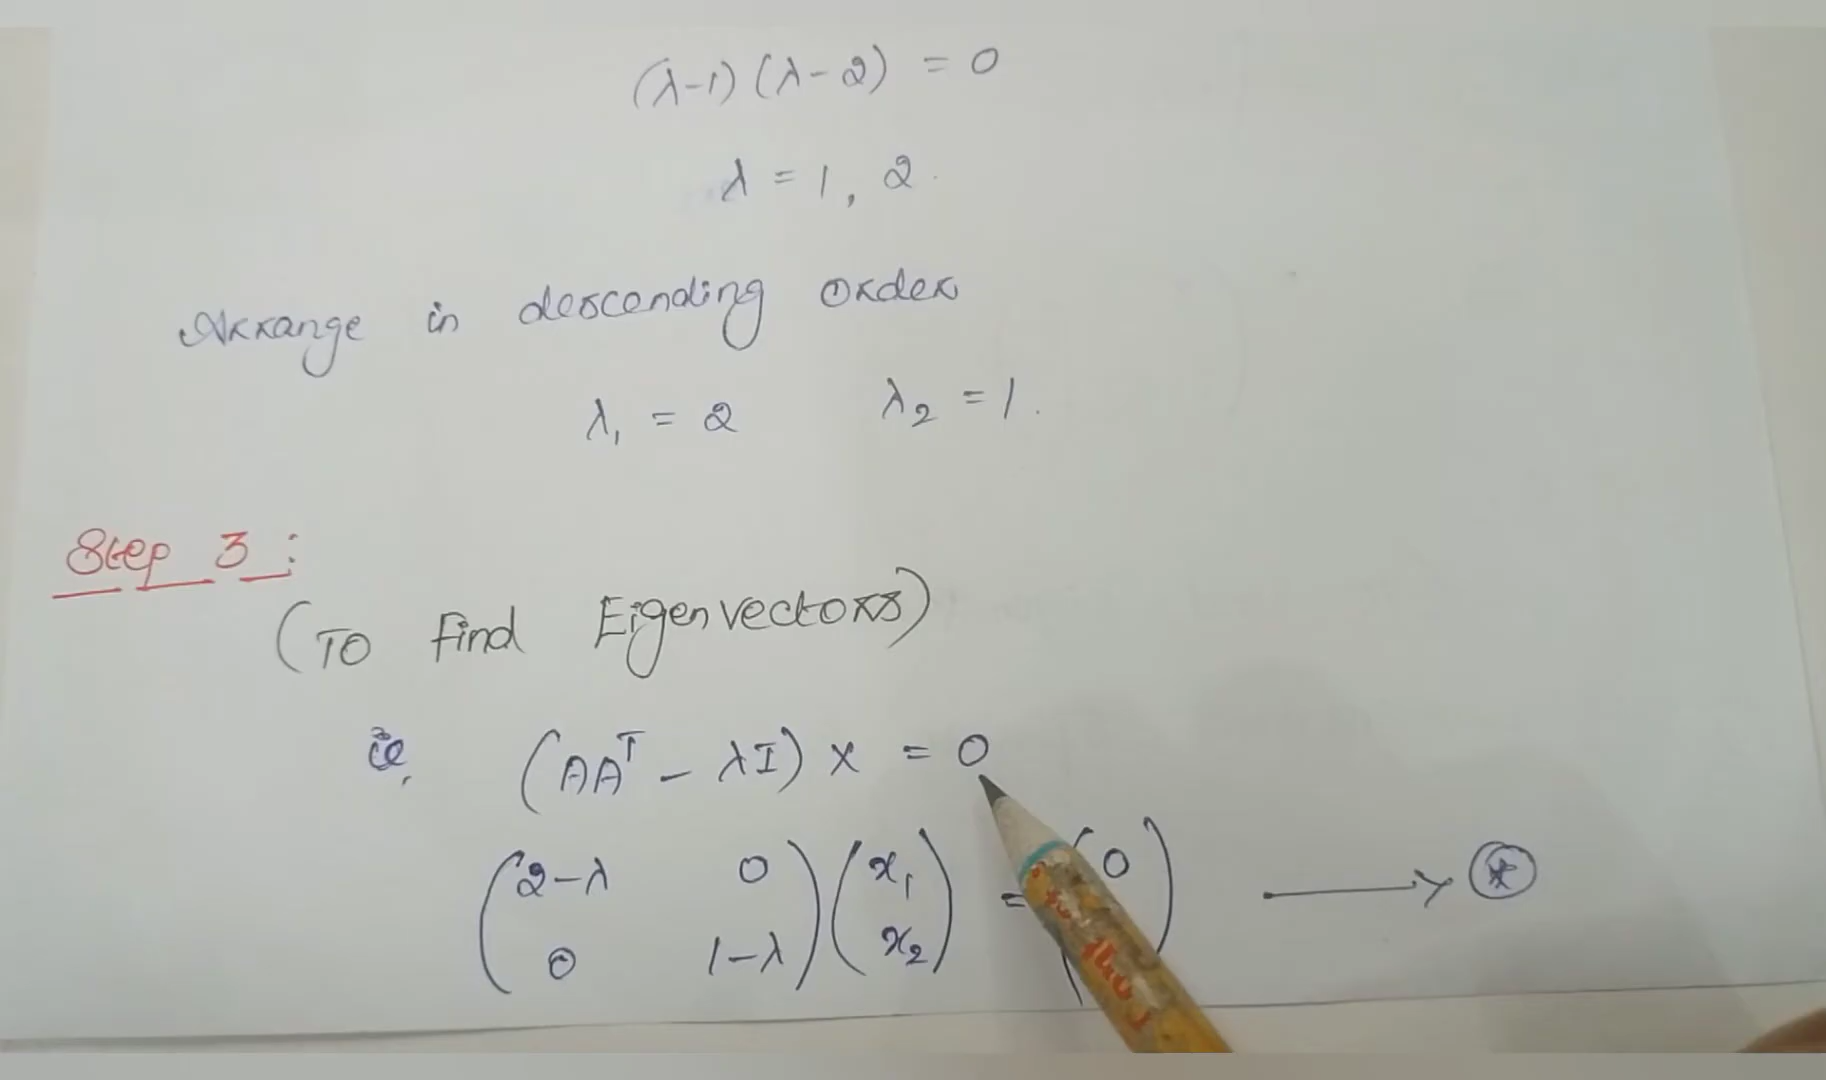 (λ-1) (λ-2) = 0
λ = 1, 2.
Arrange in descending order
λ₁ = 2 λ₂ = 1.
Step 3 :
(To find Eigenvectors)
ie, (AAᵀ - λI) X = 0
(2-λ 0) (x₁) = (0) ⟶ ⊛
(0 1-λ) (x₂)